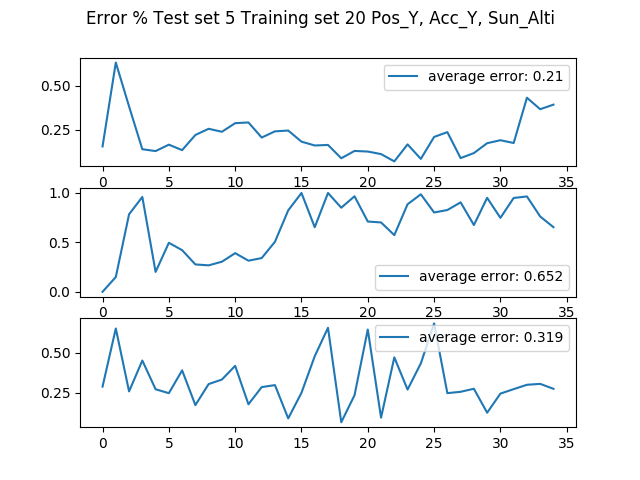 Error % Test set 5 Training set 20 Pos_Y, Acc_Y, Sun_Alti
average error: 0.21
0.50
0.25
0 5 10 15 20 25 30 35
1.0
0.5
0.0
average error: 0.652
0 5 10 15 20 25 30 35
average error: 0.319
0.50
0.25
0 5 10 15 20 25 30 35